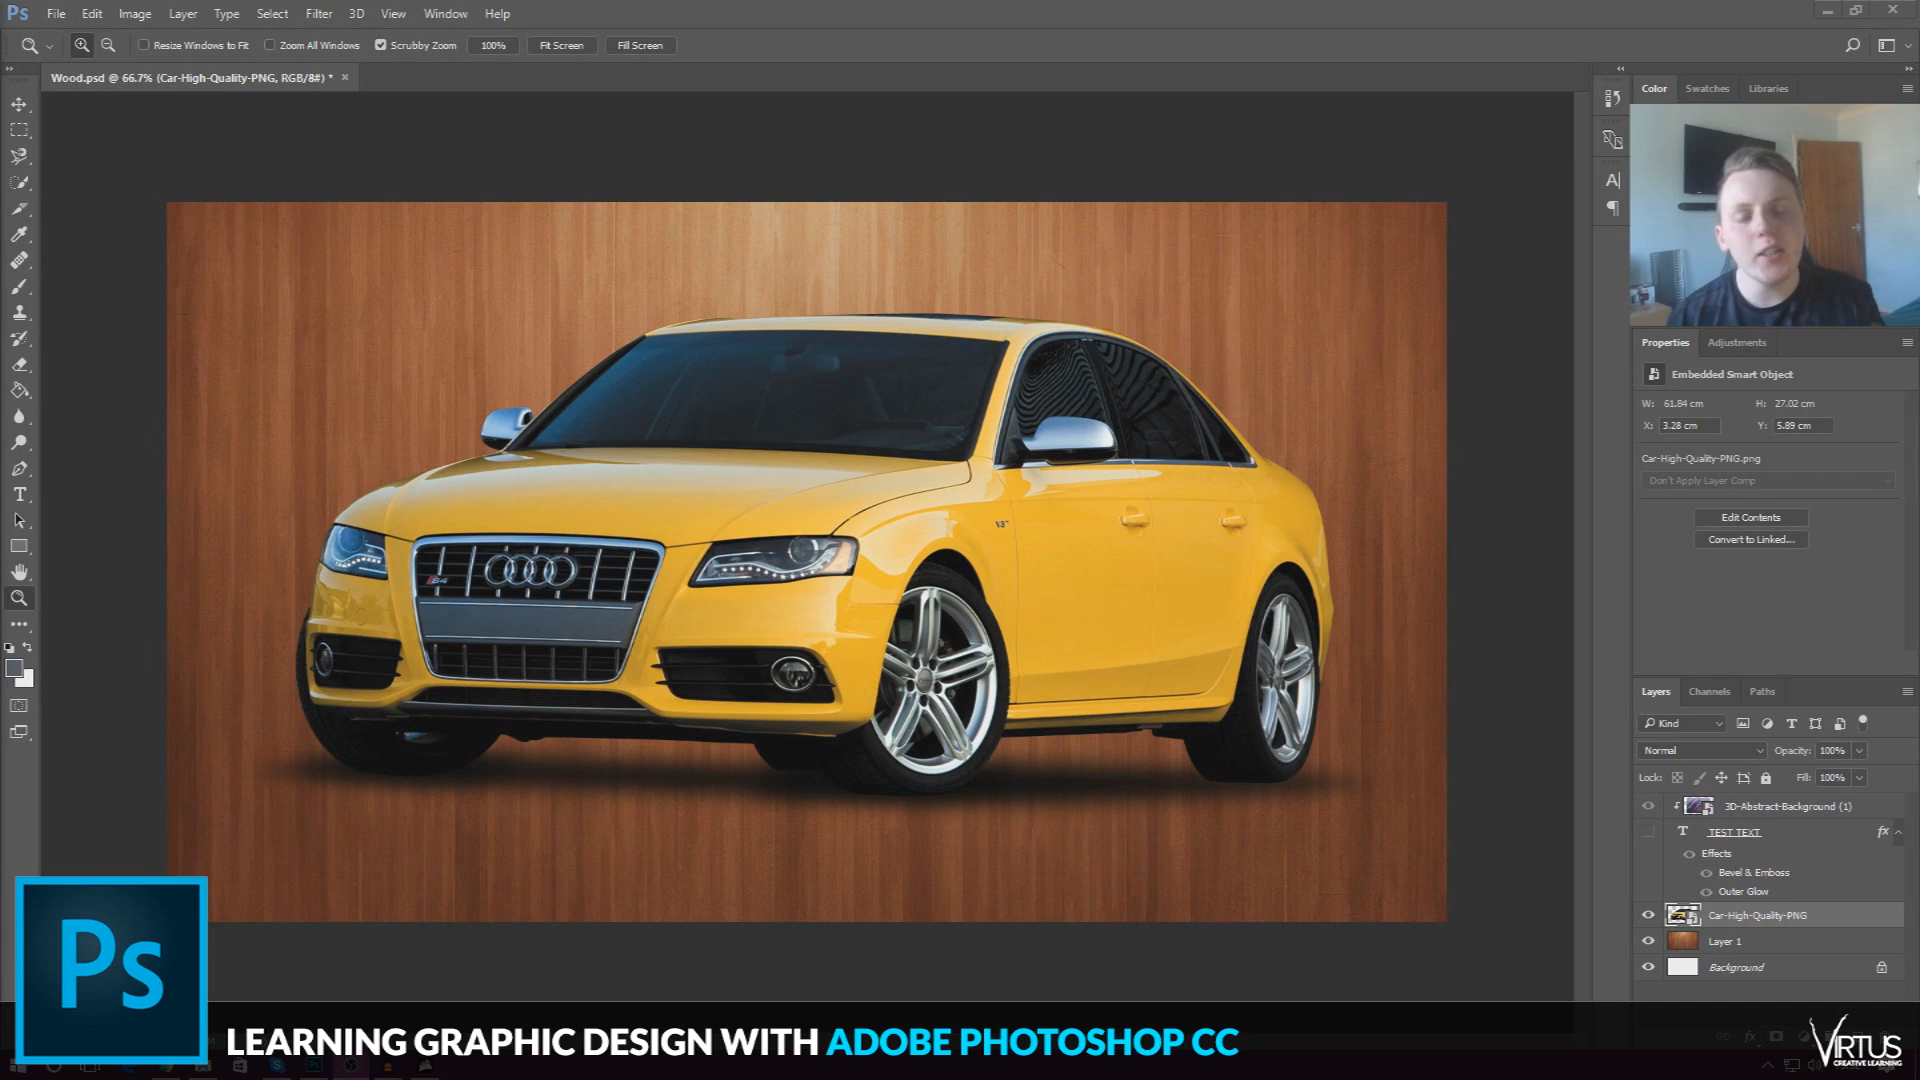 Ps File Edit Image Layer Type Select Filter 3D View Window Help
Resize Windows to Fit Zoom All Windows Scrubby Zoom 100% Fit Screen Fill Screen
Wood.psd @ 66.7% (Car-High-Quality-PNG, RGB/8#) * ×
Color Swatches Libraries
A|
Properties Adjustments
Embedded Smart Object
W: 61.84 cm H: 27.02 cm
X: 3.28 cm Y: 5.89 cm
Car-High-Quality-PNG.png
Don't Apply Layer Comp
Edit Contents
Convert to Linked...
S4
Layers Channels Paths
Kind
Normal Opacity: 100%
Lock: Fill: 100%
3D-Abstract-Background (1)
T TEST TEXT fx
Effects
Bevel & Emboss
Outer Glow
Car-High-Quality-PNG
Layer 1
Background
Ps
LEARNING GRAPHIC DESIGN WITH ADOBE PHOTOSHOP CC
VIRTUS
CREATIVE LEARNING